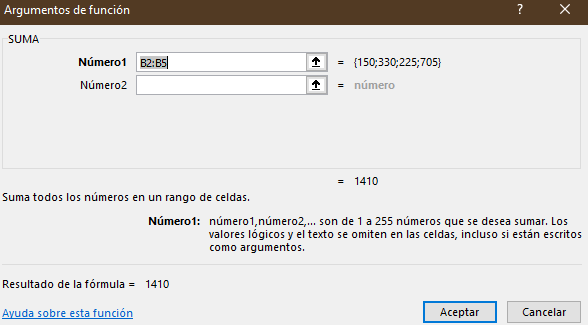 Argumentos de función ? ×
SUMA
Número1 B2:B5 = {150;330;225;705}
Número2 = número
= 1410
Suma todos los números en un rango de celdas.
Número1: número1,número2,... son de 1 a 255 números que se desea sumar. Los
valores lógicos y el texto se omiten en las celdas, incluso si están escritos
como argumentos.
Resultado de la fórmula = 1410
Ayuda sobre esta función Aceptar Cancelar